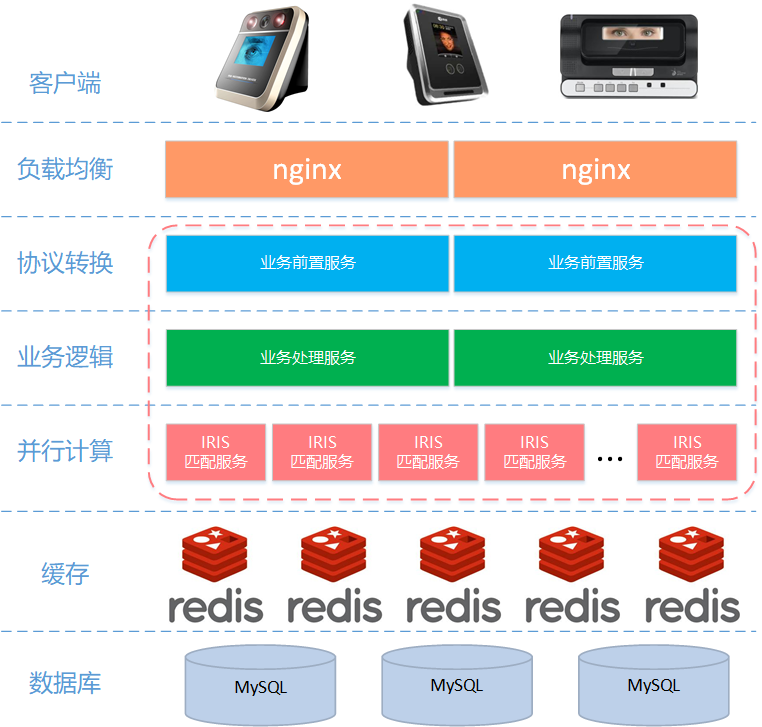 客户端
负载均衡
nginx
nginx
协议转换
业务前置服务
业务前置服务
业务逻辑
业务处理服务
业务处理服务
并行计算
IRIS
匹配服务
IRIS
匹配服务
IRIS
匹配服务
IRIS
匹配服务
...
IRIS
匹配服务
缓存
redis
redis
redis
redis
redis
数据库
MySQL
MySQL
MySQL